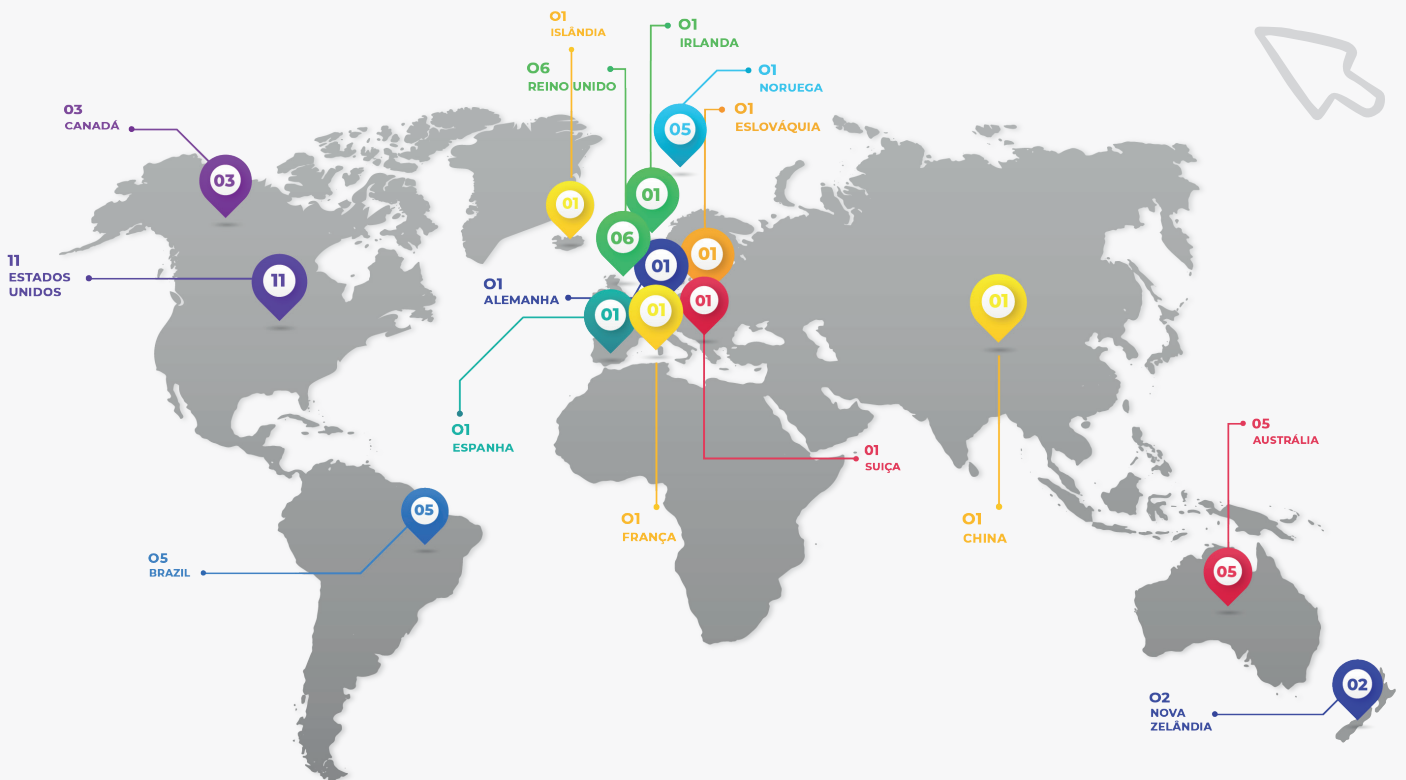 01
ISLÂNDIA
01
IRLANDA
06
REINO UNIDO
01
NORUEGA
01
ESLOVÁQUIA
03
CANADÁ
05
03
01
01
06
11
ESTADOS
UNIDOS
11
01
01
01
ALEMANHA
01
01
01
01
01
ESPANHA
05
AUSTRÁLIA
01
SUIÇA
05
01
FRANÇA
01
CHINA
05
BRAZIL
05
02
NOVA
ZELÂNDIA
02